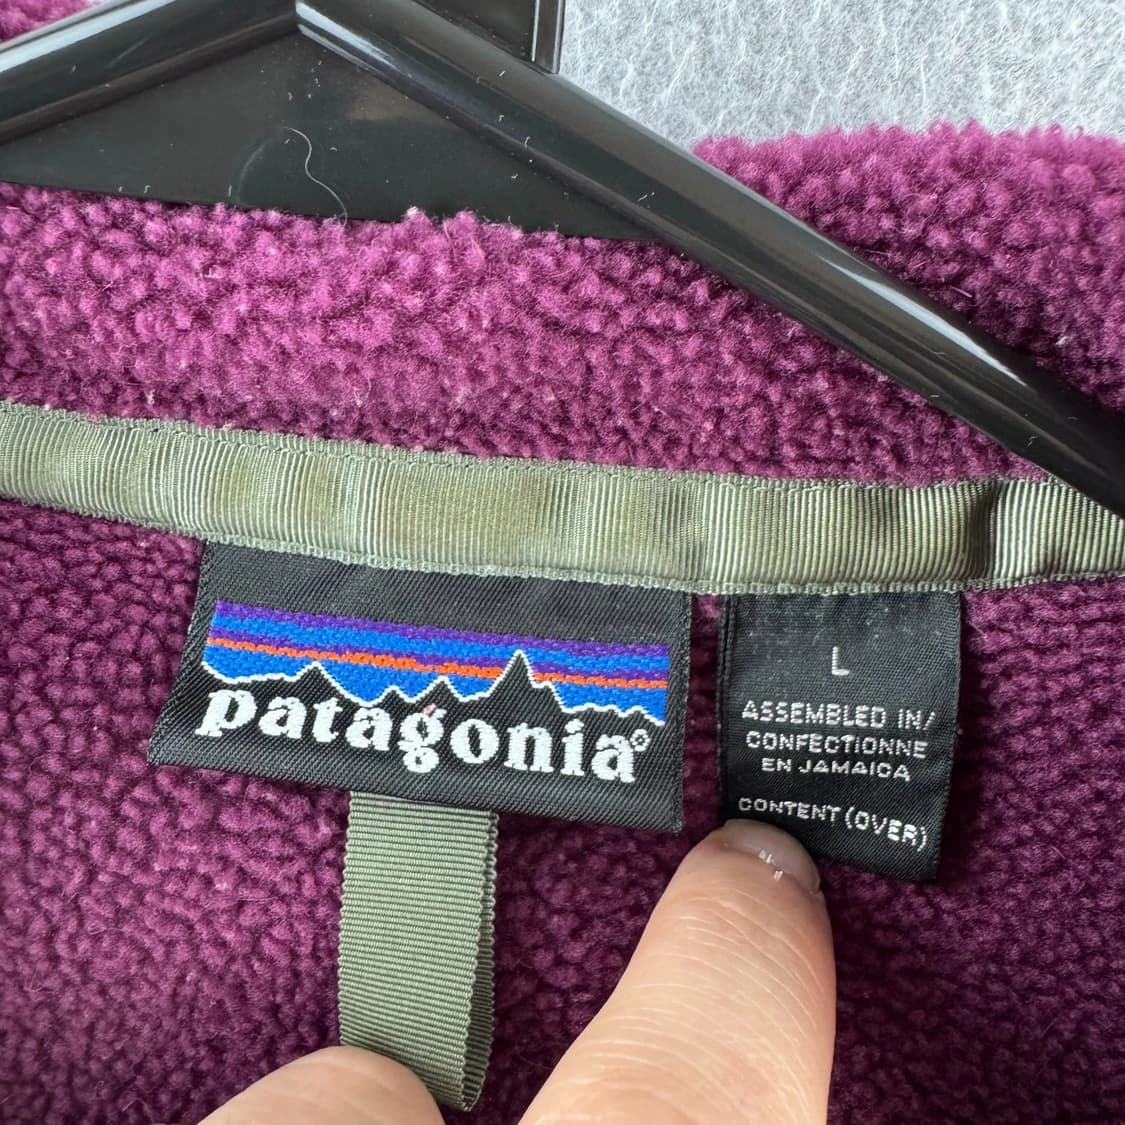 patagonia®
L
ASSEMBLED IN/
CONFECTIONNE
EN JAMAICA
CONTENT (OVER)